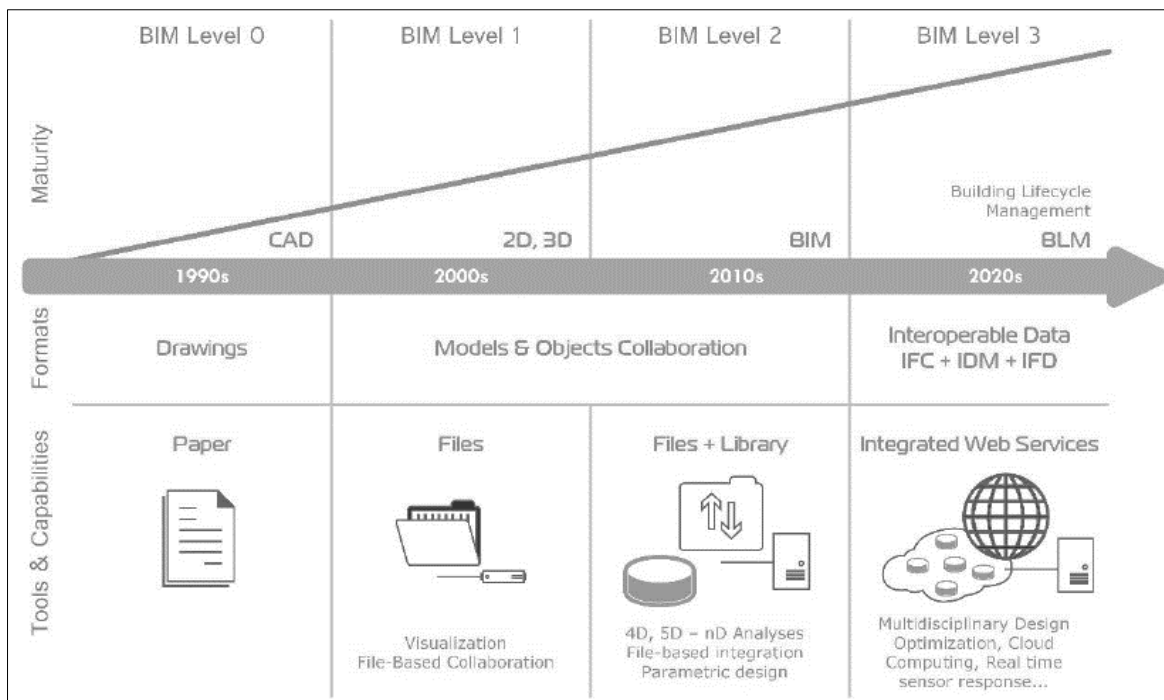 BIM Level 0
BIM Level 1
BIM Level 2
BIM Level 3
Maturity
Building Lifecycle
Management
CAD
2D, 3D
BIM
BLM
1990s
2000s
2010s
2020s
Formats
Drawings
Models & Objects Collaboration
Interoperable Data
IFC + IDM + IFD
Tools & Capabilities
Paper
Files
Files + Library
Integrated Web Services
Visualization
File-Based Collaboration
4D, 5D – nD Analyses
File-based integration
Parametric design
Multidisciplinary Design
Optimization, Cloud
Computing, Real time
sensor response...